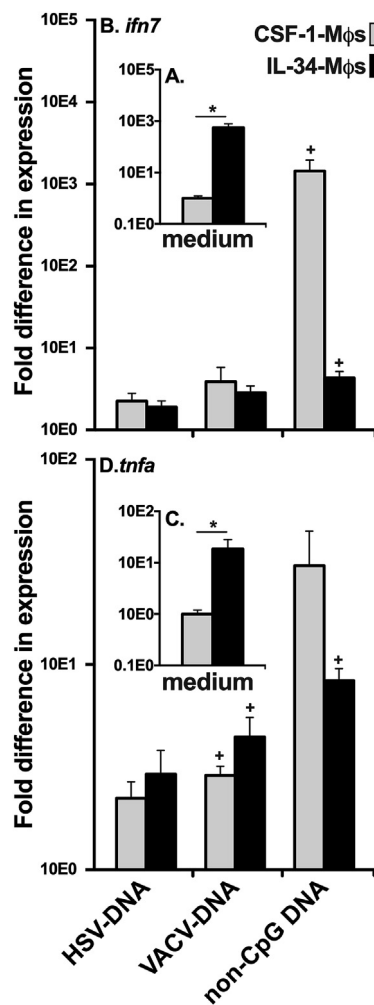 B. ifn7
CSF-1-Mϕs
IL-34-Mϕs
Fold difference in expression
10E5
10E4
10E3
10E2
10E1
10E0
A.
10E5
10E3
10E1
0.1E0
*
medium
+
+
D. tnfa
Fold difference in expression
10E2
10E1
10E0
C.
10E2
10E1
10E0
0.1E0
*
medium
+
+
+
HSV-DNA
VACV-DNA
non-CpG DNA